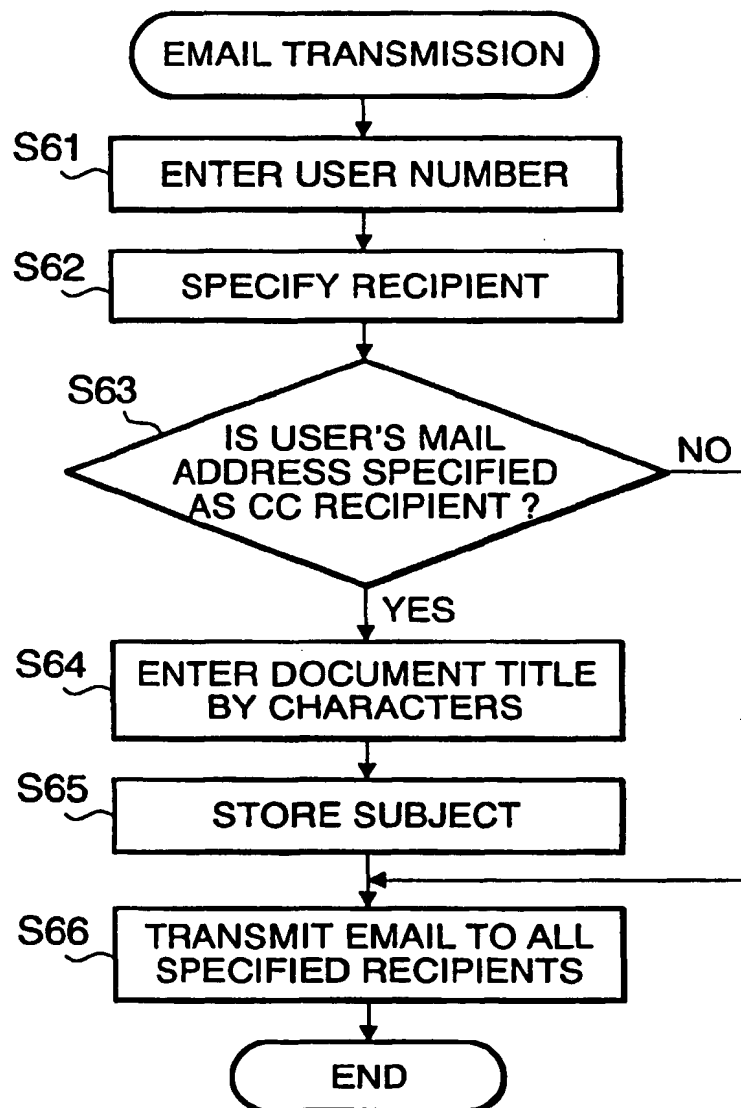 EMAIL TRANSMISSION
S61
ENTER USER NUMBER
S62
SPECIFY RECIPIENT
S63
IS USER'S MAIL
ADDRESS SPECIFIED
AS CC RECIPIENT ?
NO
YES
S64
ENTER DOCUMENT TITLE
BY CHARACTERS
S65
STORE SUBJECT
S66
TRANSMIT EMAIL TO ALL
SPECIFIED RECIPIENTS
END